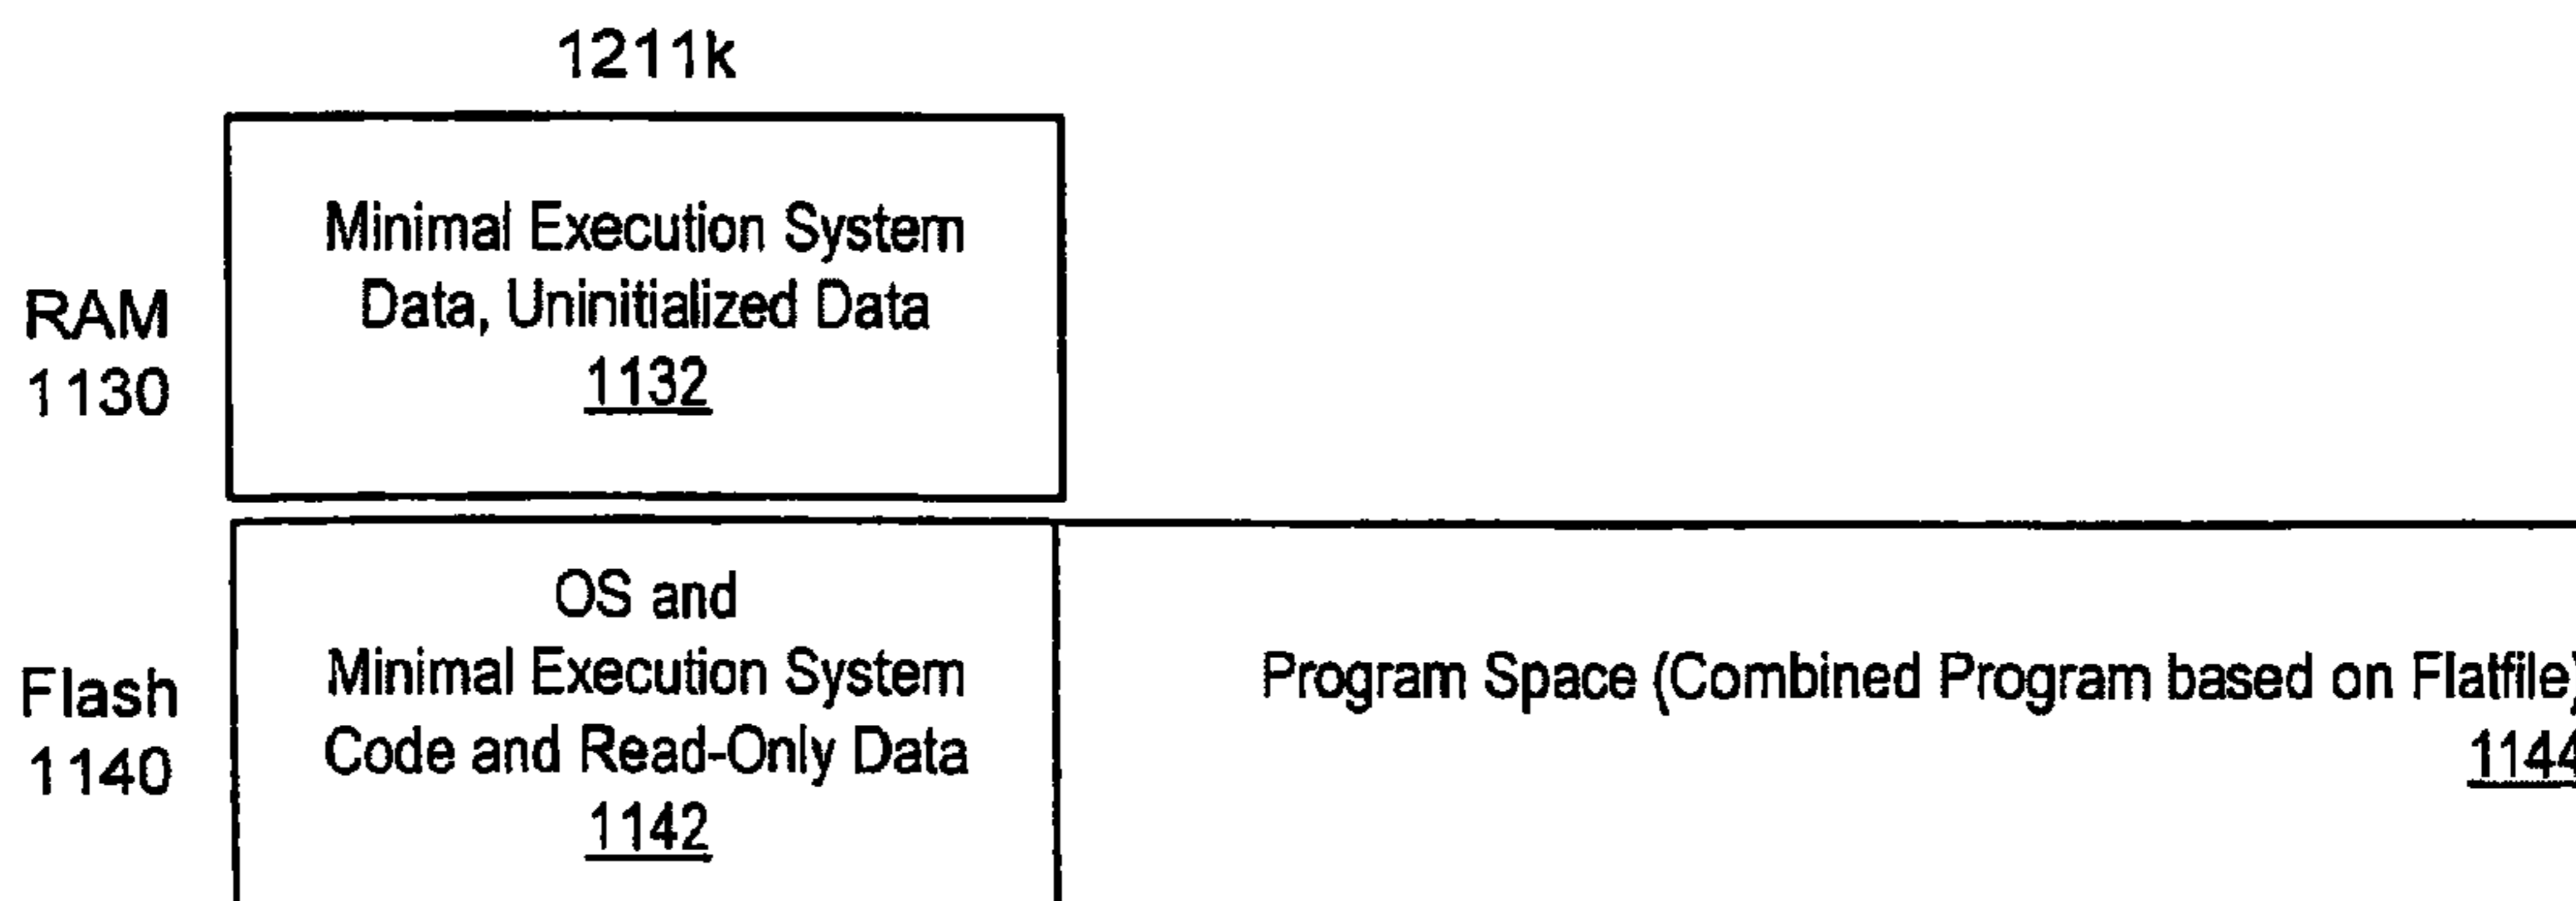 1211k
Minimal Execution System
Data, Uninitialized Data
1132
RAM
1130
OS and
Minimal Execution System
Code and Read-Only Data
1142
Flash
1140
Program Space (Combined Program based on Flatfile)
1144